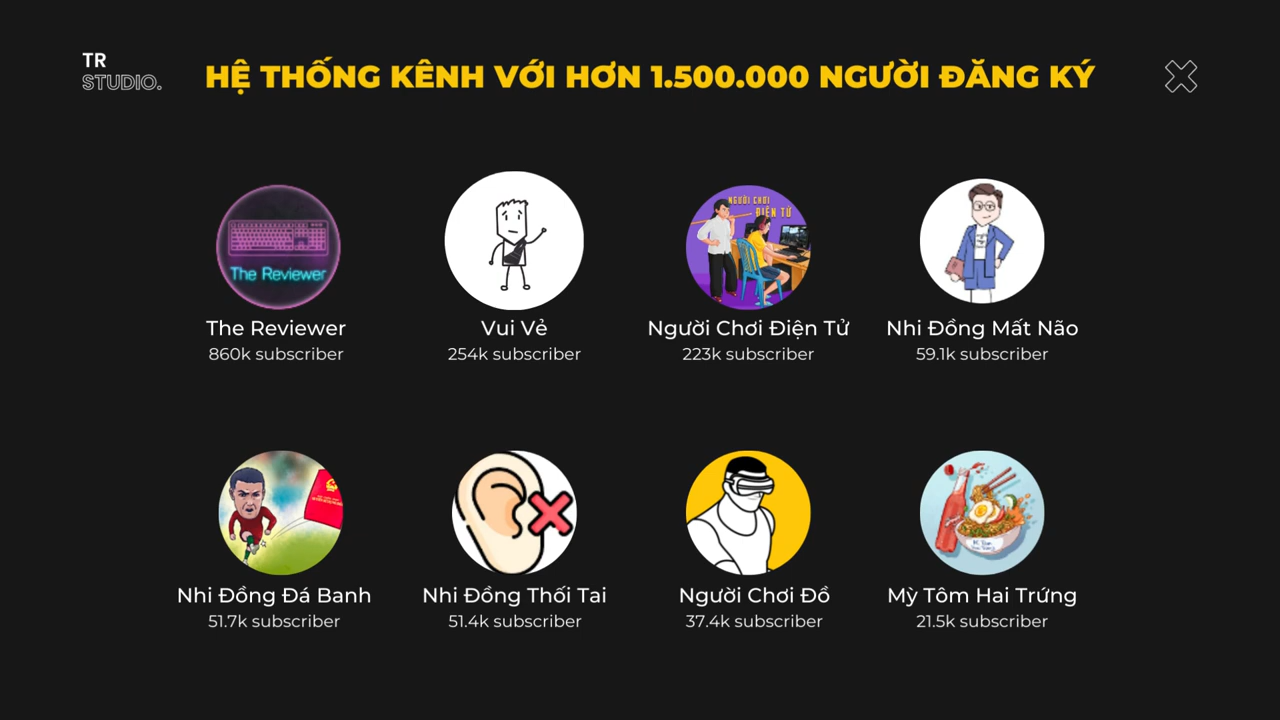 TR
STUDIO.
HỆ THỐNG KÊNH VỚI HƠN 1.500.000 NGƯỜI ĐĂNG KÝ
The Reviewer
NGƯỜI CHƠI
ĐIỆN TỬ
The Reviewer
Vui Vẻ
Người Chơi Điện Tử
Nhi Đồng Mất Não
860k subscriber
254k subscriber
223k subscriber
59.1k subscriber
Nhi Đồng Đá Banh
Nhi Đồng Thối Tai
Người Chơi Đồ
Mỳ Tôm Hai Trứng
51.7k subscriber
51.4k subscriber
37.4k subscriber
21.5k subscriber